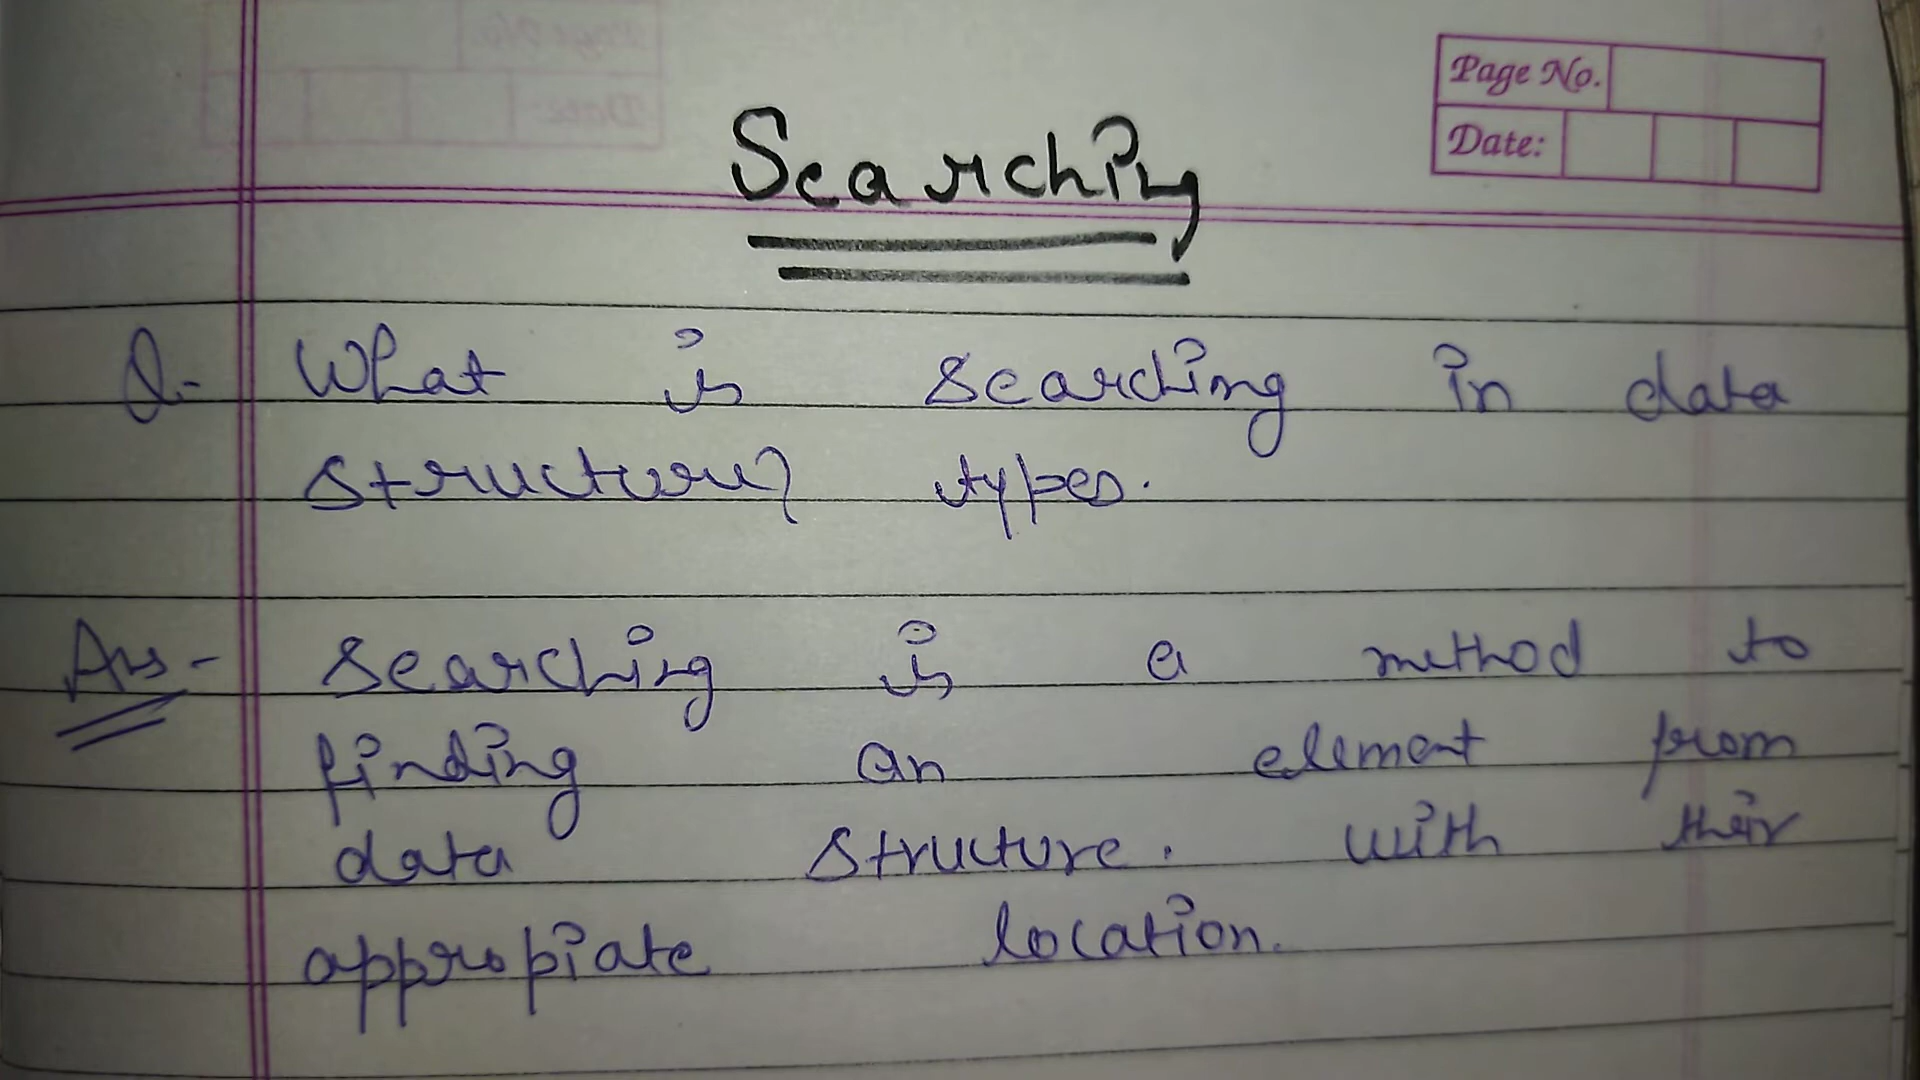 Page No.
Date:
Searching
Q- What is searching in data
structure? types.
Ans- Searching is a method to
finding an element from
data structure. with their
appropiate location.